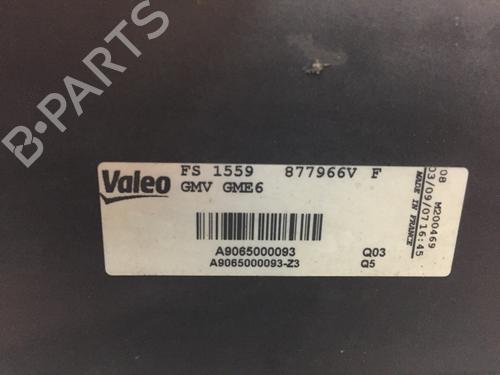 B-Parts
Valeo
FS 1559 877966V F
GMV GME6
A9065000093 Q03
A9065000093-Z3 Q5
08 M200469
03/09/07 16:45
MADE IN FRANCE